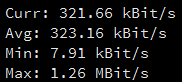 Curr: 321.66 kBit/s
Avg: 323.16 kBit/s
Min: 7.91 kBit/s
Max: 1.26 MBit/s